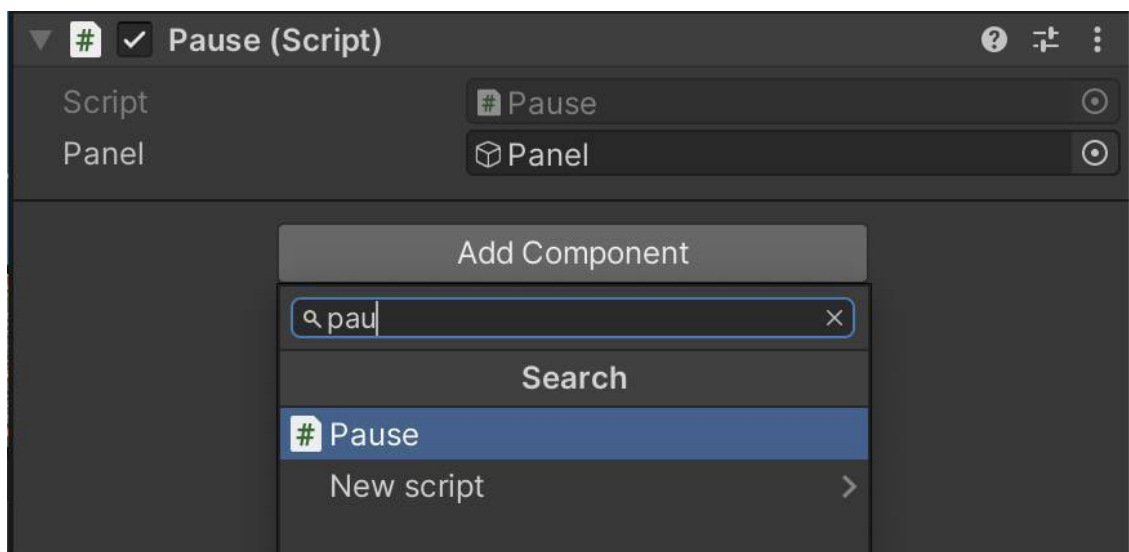 # Pause (Script)
Script # Pause
Panel Panel
Add Component
pau
Search
# Pause
New script